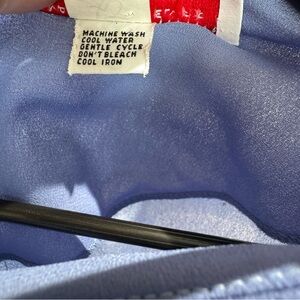 MACHINE WASH
COOL WATER
GENTLE CYCLE
DON'T BLEACH
COOL IRON